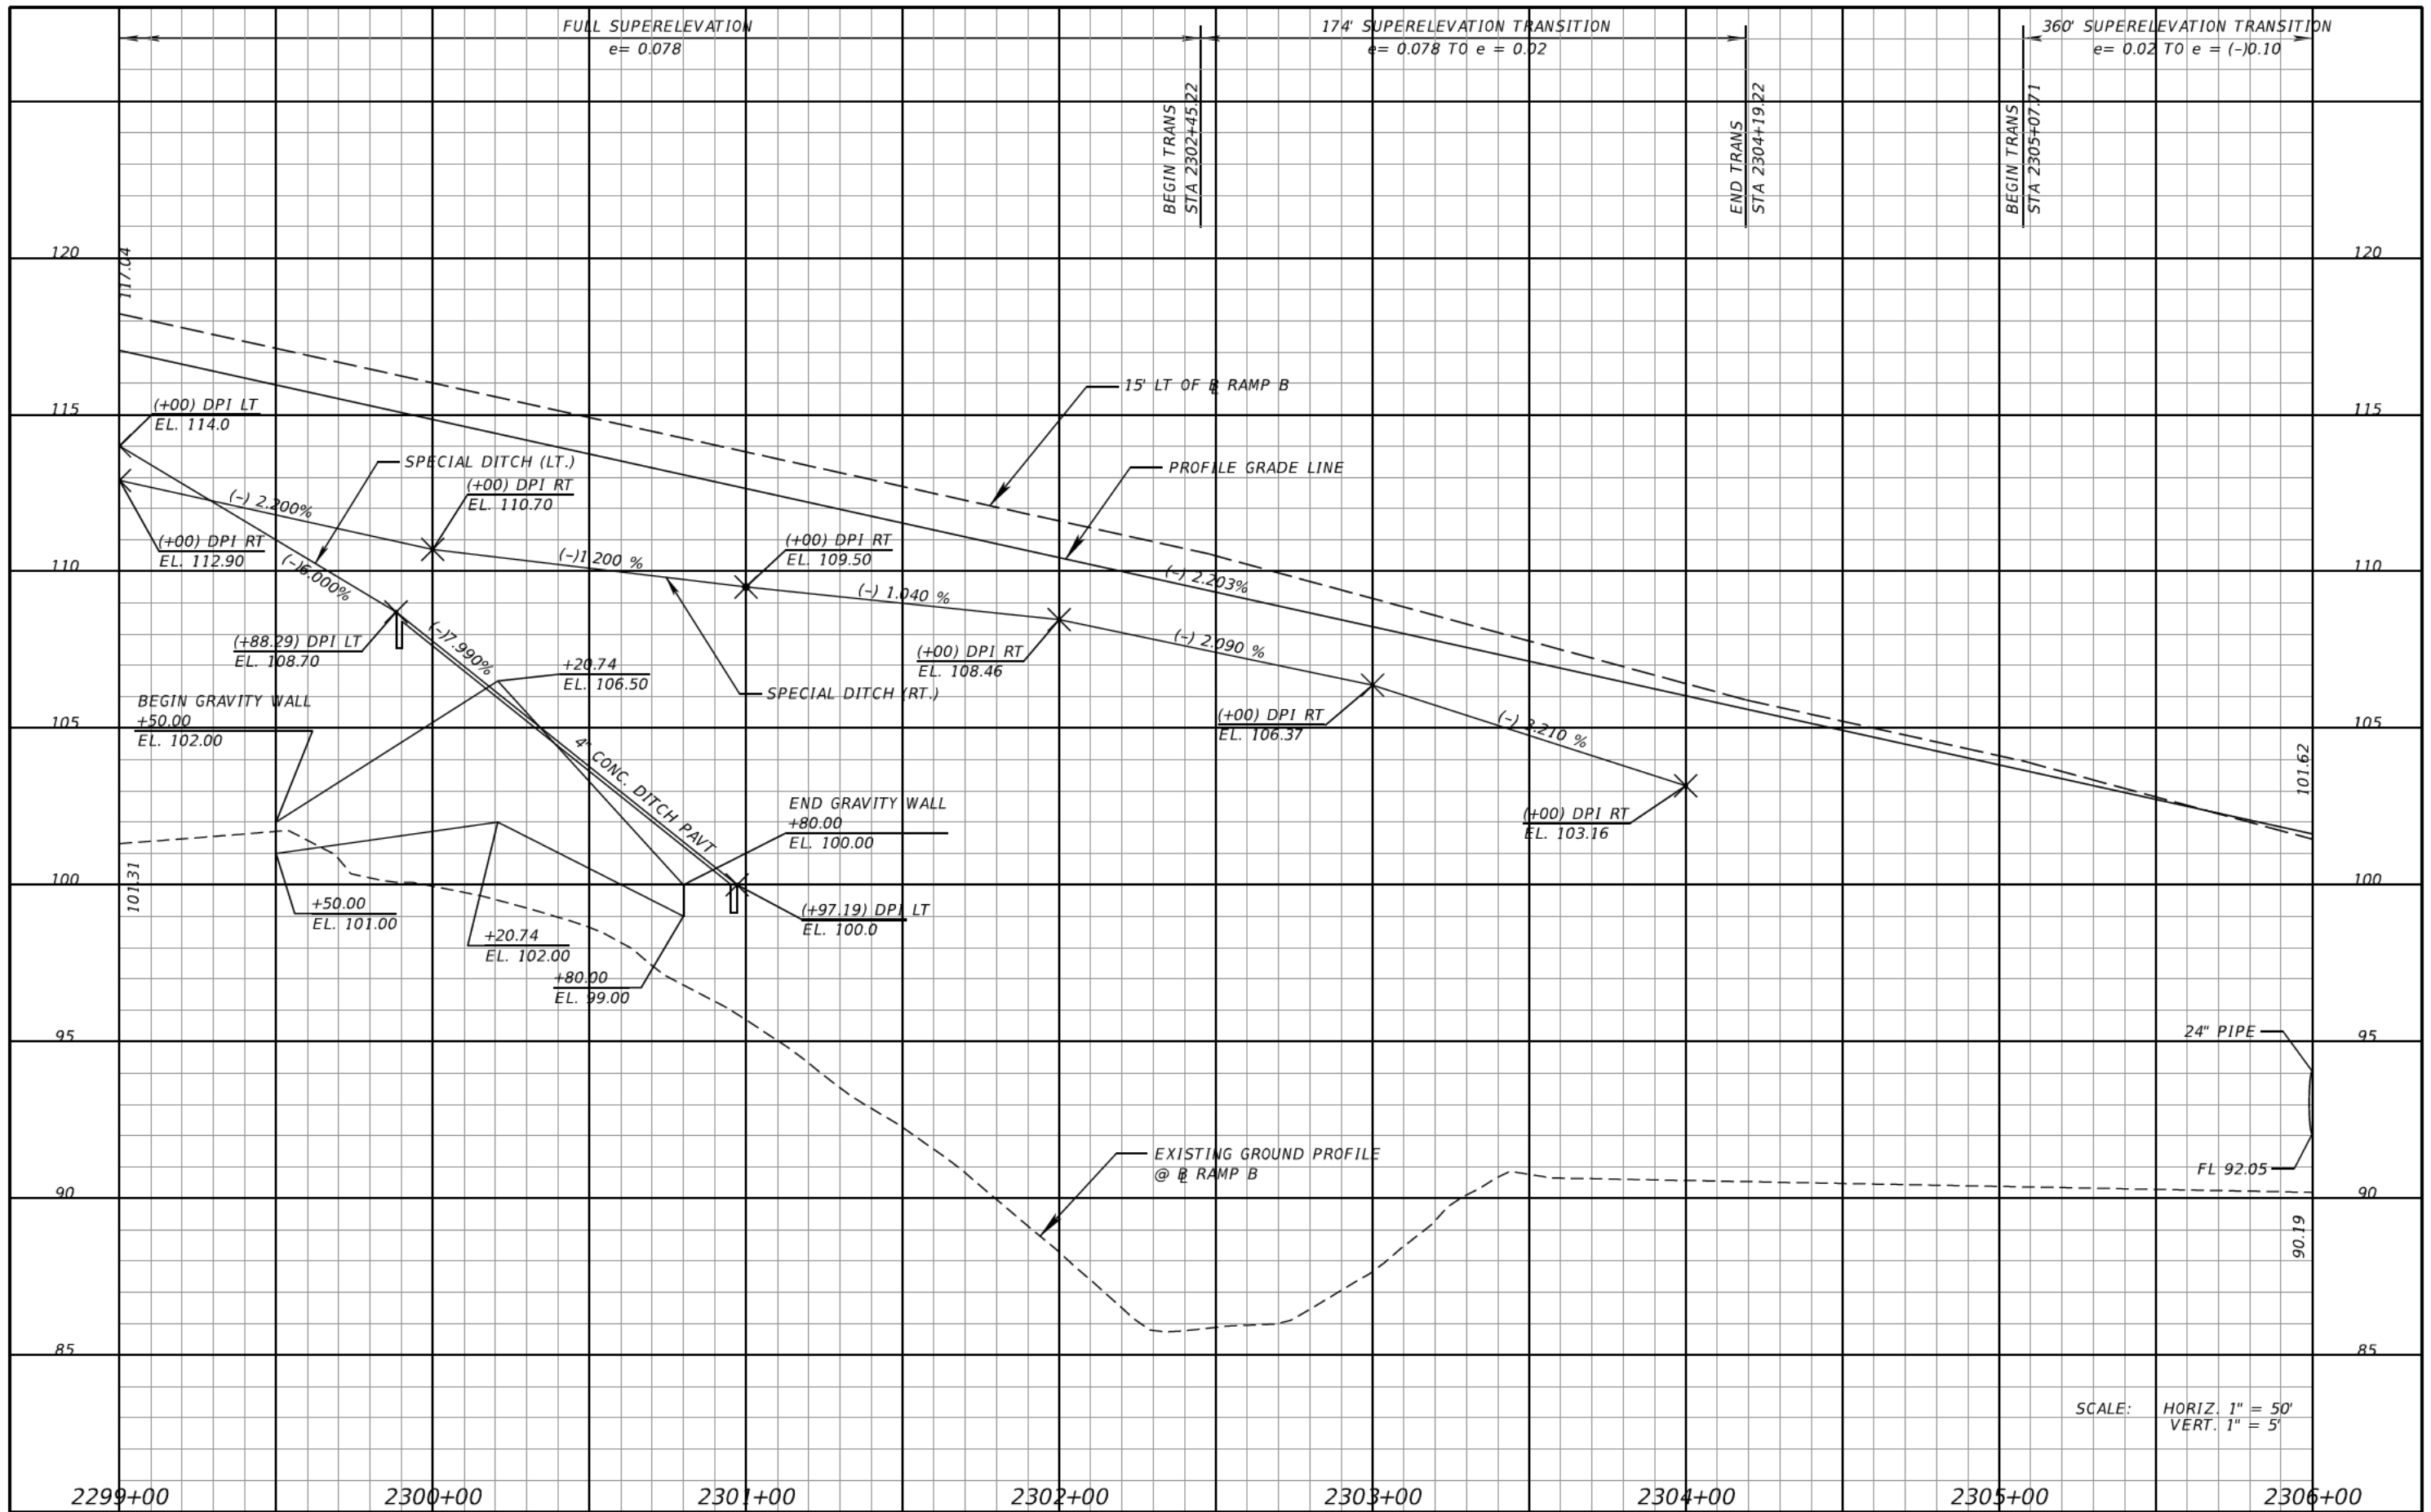 FULL SUPERELEVATION
e= 0.078
174' SUPERELEVATION TRANSITION
e= 0.078 TO e = 0.02
360' SUPERELEVATION TRANSITION
e= 0.02 TO e = (-)0.10
BEGIN TRANS
STA 2302+45.22
END TRANS
STA 2304+19.22
BEGIN TRANS
STA 2305+07.71
120
117.04
120
15' LT OF BL RAMP B
115
(+00) DPI LT
EL. 114.0
115
SPECIAL DITCH (LT.)
PROFILE GRADE LINE
(+00) DPI RT
EL. 110.70
(-) 2.200%
(+00) DPI RT
EL. 112.90
(+00) DPI RT
EL. 109.50
110
(-)6.000%
(-)1.200 %
(-) 1.040 %
(-) 2.203%
110
(+88.29) DPI LT
EL. 108.70
(-)7.990%
(+00) DPI RT
EL. 108.46
(-) 2.090 %
+20.74
EL. 106.50
SPECIAL DITCH (RT.)
BEGIN GRAVITY WALL
+50.00
EL. 102.00
105
(+00) DPI RT
EL. 106.37
(-) 3.210 %
105
4" CONC. DITCH PAVT
101.62
END GRAVITY WALL
+80.00
EL. 100.00
(+00) DPI RT
EL. 103.16
100
101.31
100
+50.00
EL. 101.00
(+97.19) DPI LT
EL. 100.0
+20.74
EL. 102.00
+80.00
EL. 99.00
95
24" PIPE
95
EXISTING GROUND PROFILE
@ BL RAMP B
FL 92.05
90
90
90.19
85
85
SCALE: HORIZ. 1" = 50'
VERT. 1" = 5'
2299+00 2300+00 2301+00 2302+00 2303+00 2304+00 2305+00 2306+00